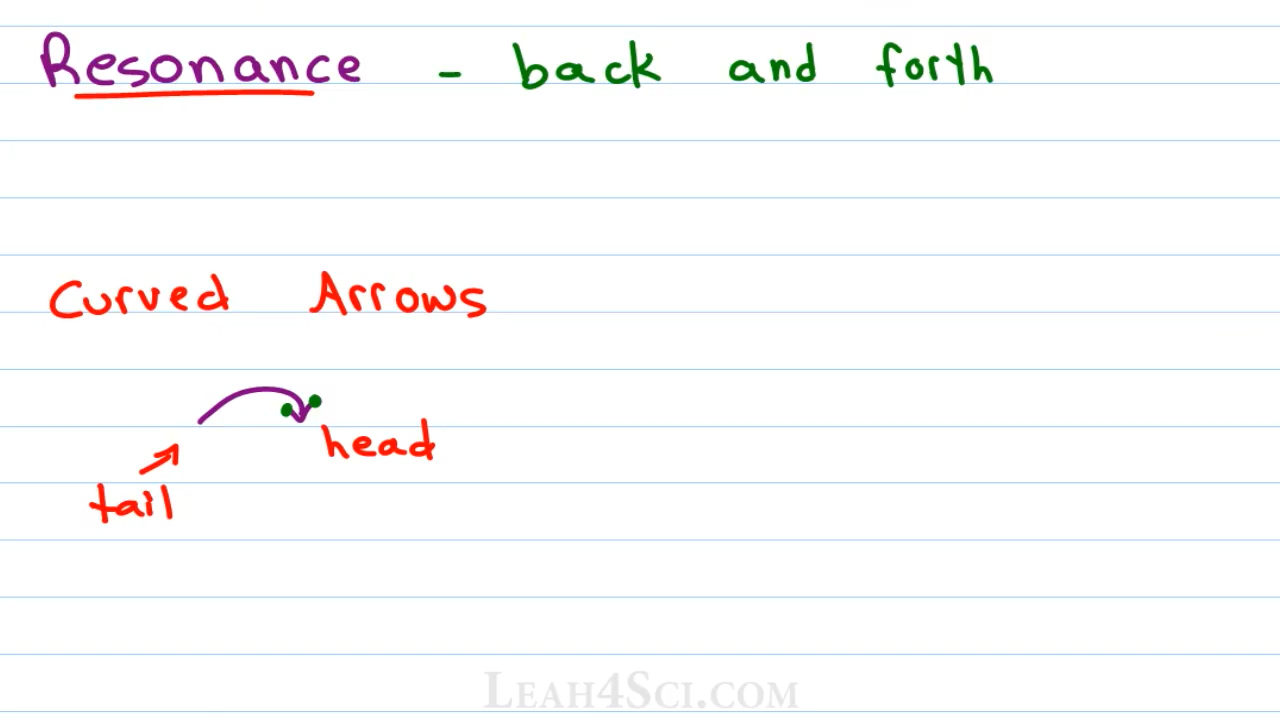 Resonance - back and forth
Curved Arrows
head
tail
LEAH4SCI.COM